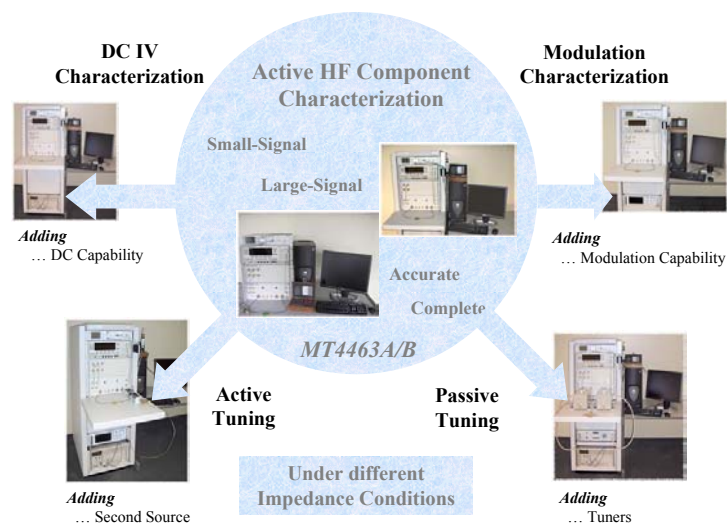 DC IV
Characterization
Active HF Component
Characterization
Modulation
Characterization
Small-Signal
Large-Signal
Adding
… DC Capability
Adding
… Modulation Capability
Accurate
Complete
MT4463A/B
Active
Tuning
Passive
Tuning
Under different
Impedance Conditions
Adding
… Second Source
Adding
… Tuners